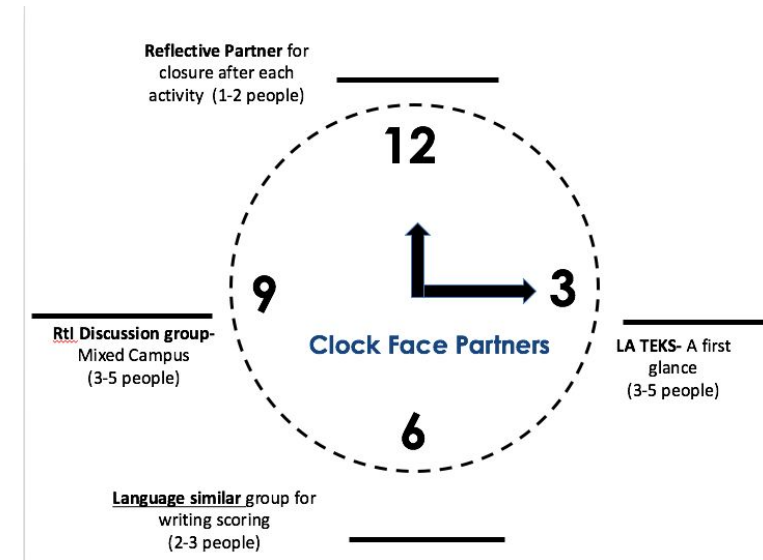 Reflective Partner for
closure after each
activity (1-2 people)
12
9
3
RtI Discussion group-
Mixed Campus
(3-5 people)
Clock Face Partners
LA TEKS- A first
glance
(3-5 people)
6
Language similar group for
writing scoring
(2-3 people)